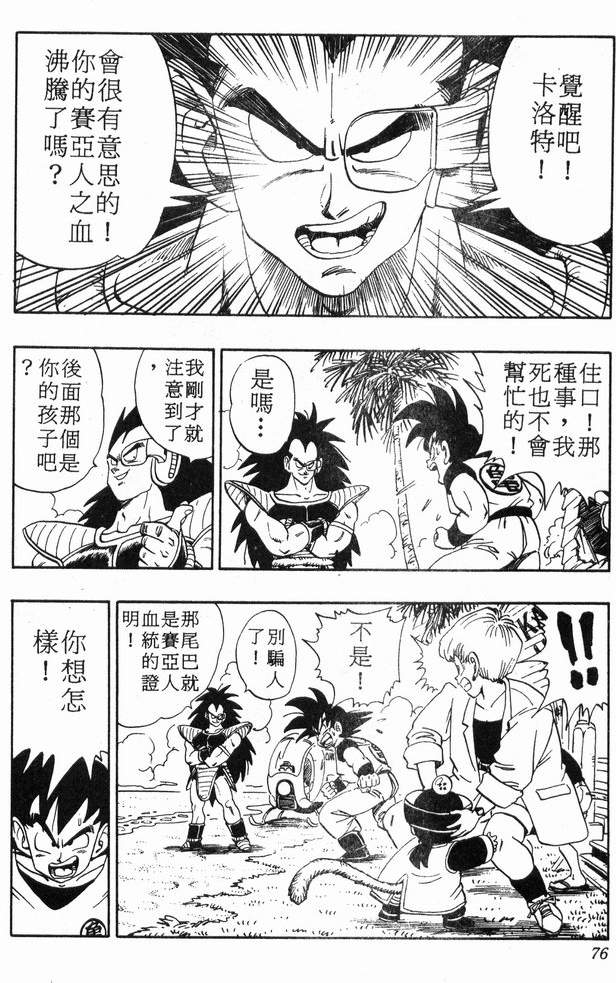 覺醒吧！
卡洛特！
會很有意思的！
你的賽亞人之血
沸騰了嗎？
住口！那
種事，我
死也不會
幫忙的！
是嗎…
我剛才就
注意到了
，
後面那個是
你的孩子吧
？
!!
不是！
別騙人
了！
那尾巴就
是賽亞人
血統的證
明！
你想怎
樣！
龜
76